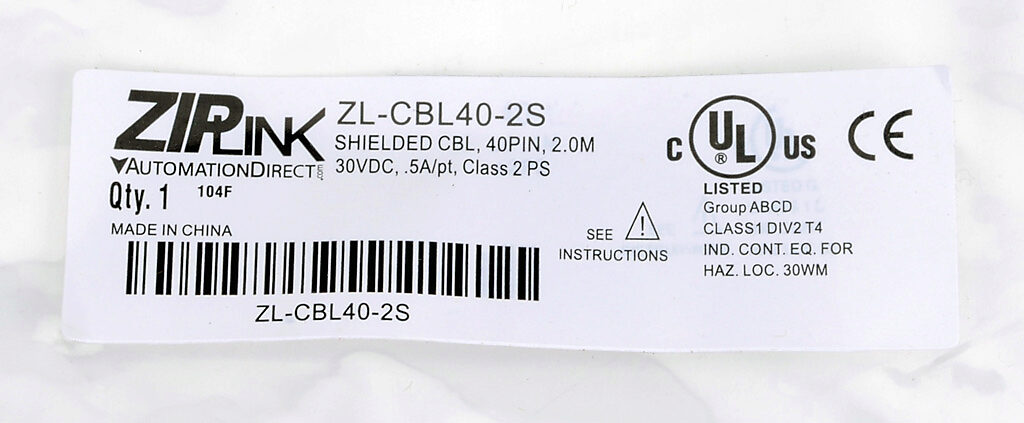 ZIPLINK
AUTOMATIONDIRECT
Qty. 1 104F
MADE IN CHINA
ZL-CBL40-2S
ZL-CBL40-2S
SHIELDED CBL, 40PIN, 2.0M
30VDC, .5A/pt, Class 2 PS
SEE
INSTRUCTIONS
C UL ® US CE
LISTED
Group ABCD
CLASS1 DIV2 T4
IND. CONT. EQ. FOR
HAZ. LOC. 30WM